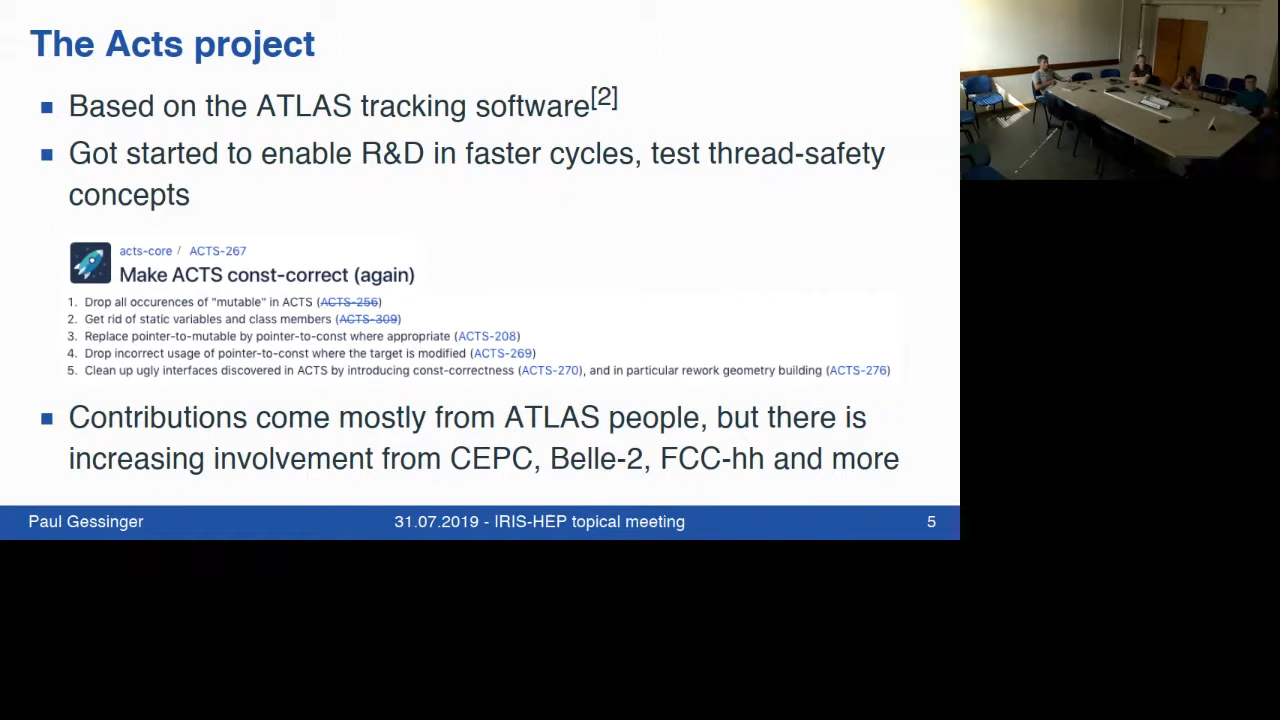 The Acts project
Based on the ATLAS tracking software[2]
Got started to enable R&D in faster cycles, test thread-safety
concepts
acts-core / ACTS-267
Make ACTS const-correct (again)
1. Drop all occurences of "mutable" in ACTS (ACTS-256)
2. Get rid of static variables and class members (ACTS-309)
3. Replace pointer-to-mutable by pointer-to-const where appropriate (ACTS-208)
4. Drop incorrect usage of pointer-to-const where the target is modified (ACTS-269)
5. Clean up ugly interfaces discovered in ACTS by introducing const-correctness (ACTS-270), and in particular rework geometry building (ACTS-276)
Contributions come mostly from ATLAS people, but there is
increasing involvement from CEPC, Belle-2, FCC-hh and more
Paul Gessinger
31.07.2019 - IRIS-HEP topical meeting
5